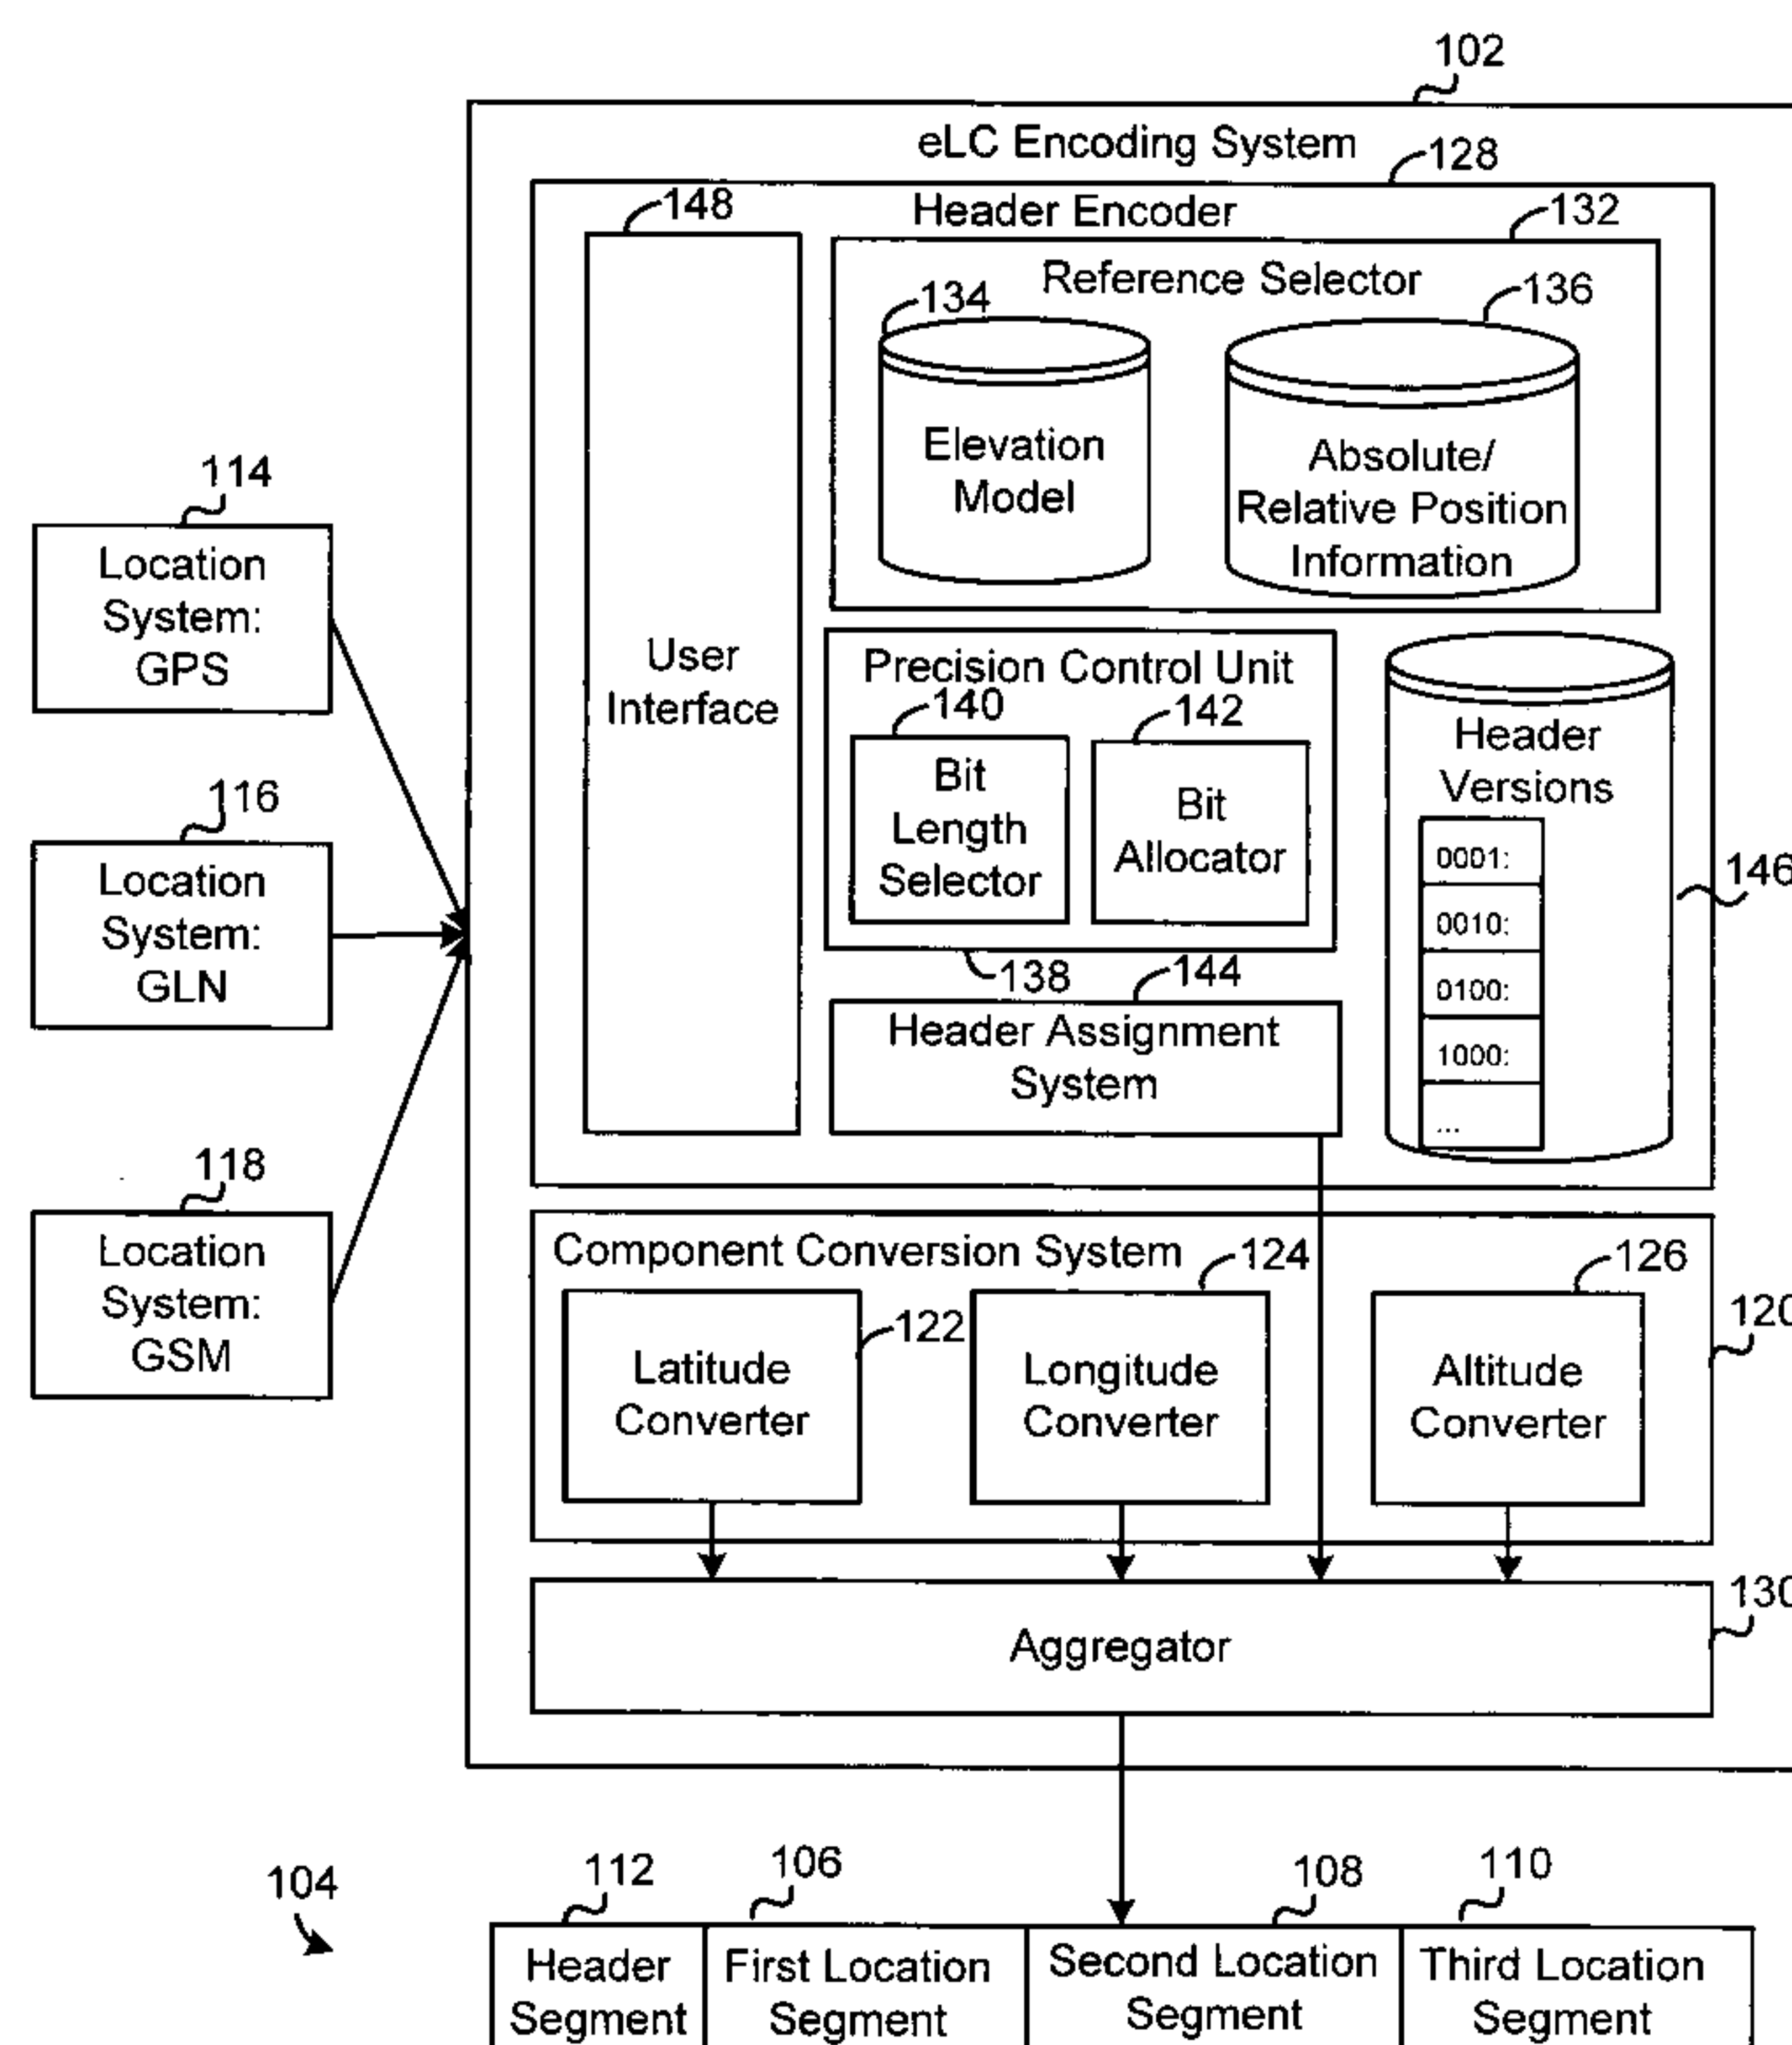 102
eLC Encoding System
128
148
Header Encoder
132
Reference Selector
134
136
Elevation
Model
Absolute/
Relative Position
Information
114
Location
System:
GPS
User
Interface
Precision Control Unit
140
142
Bit
Length
Selector
Bit
Allocator
138
Header
Versions
0001:
0010:
0100:
1000:
...
146
116
Location
System:
GLN
144
Header Assignment
System
118
Location
System:
GSM
Component Conversion System
124
126
120
122
Latitude
Converter
Longitude
Converter
Altitude
Converter
130
Aggregator
104
112
106
108
110
Header
Segment
First Location
Segment
Second Location
Segment
Third Location
Segment